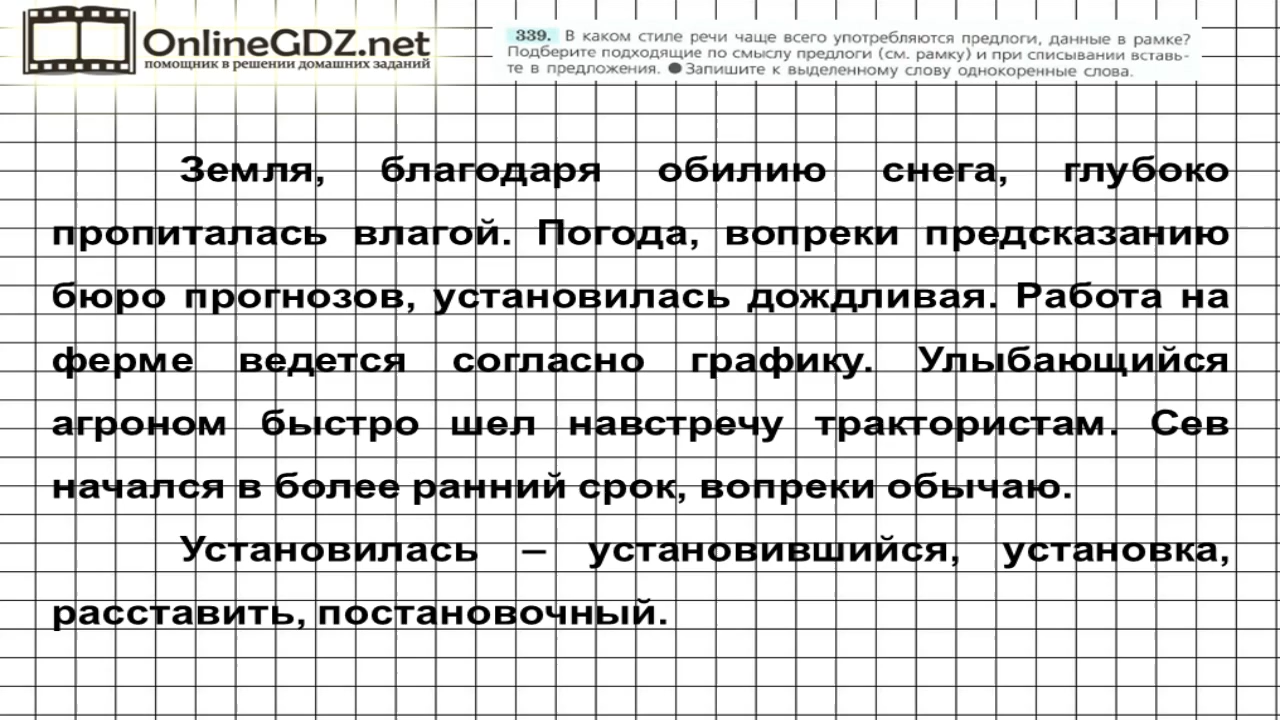 OnlineGDZ.net
помощник в решении домашних заданий
339. В каком стиле речи чаще всего употребляются предлоги, данные в рамке?
Подберите подходящие по смыслу предлоги (см. рамку) и при списывании вставь-
те в предложения. ● Запишите к выделенному слову однокоренные слова.
Земля, благодаря обилию снега, глубоко
пропиталась влагой. Погода, вопреки предсказанию
бюро прогнозов, установилась дождливая. Работа на
ферме ведется согласно графику. Улыбающийся
агроном быстро шел навстречу трактористам. Сев
начался в более ранний срок, вопреки обычаю.
Установилась – установившийся, установка,
расставить, постановочный.